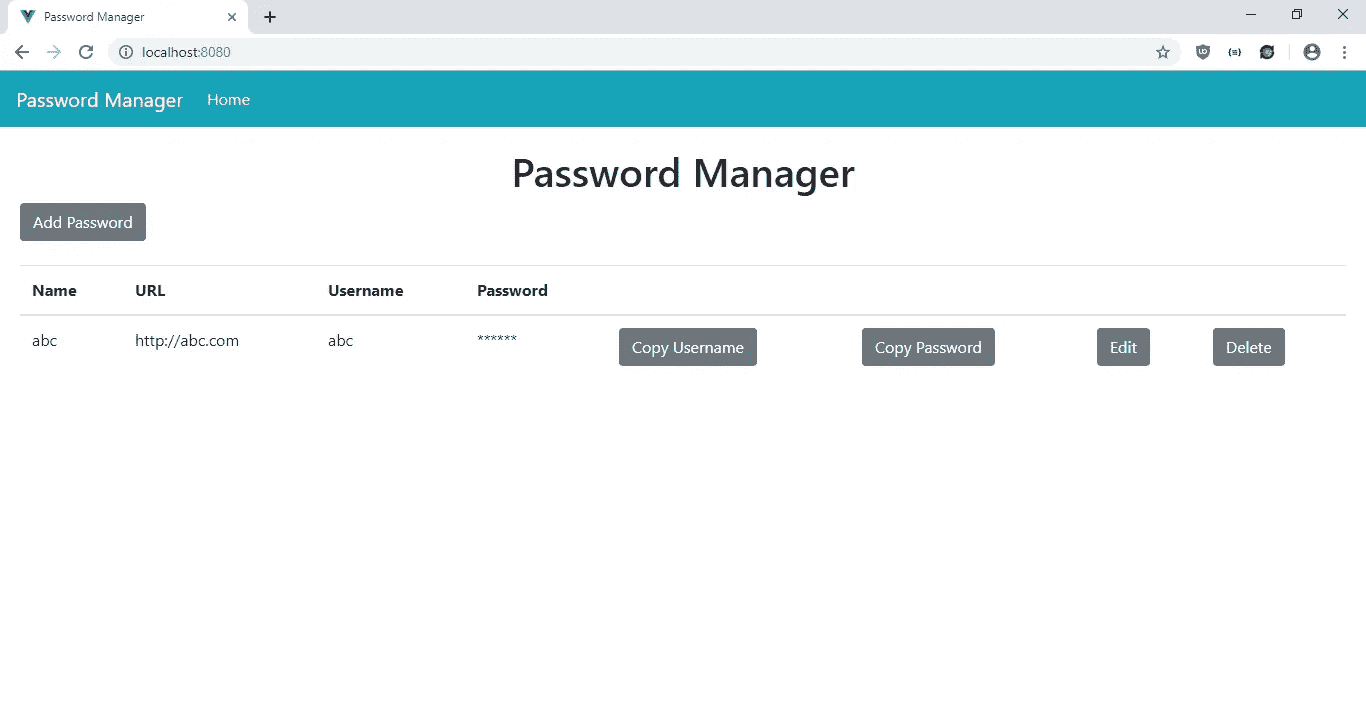 Password Manager
localhost:8080
Password Manager Home
Password Manager
Add Password
Name URL Username Password
abc http://abc.com abc ****** Copy Username Copy Password Edit Delete